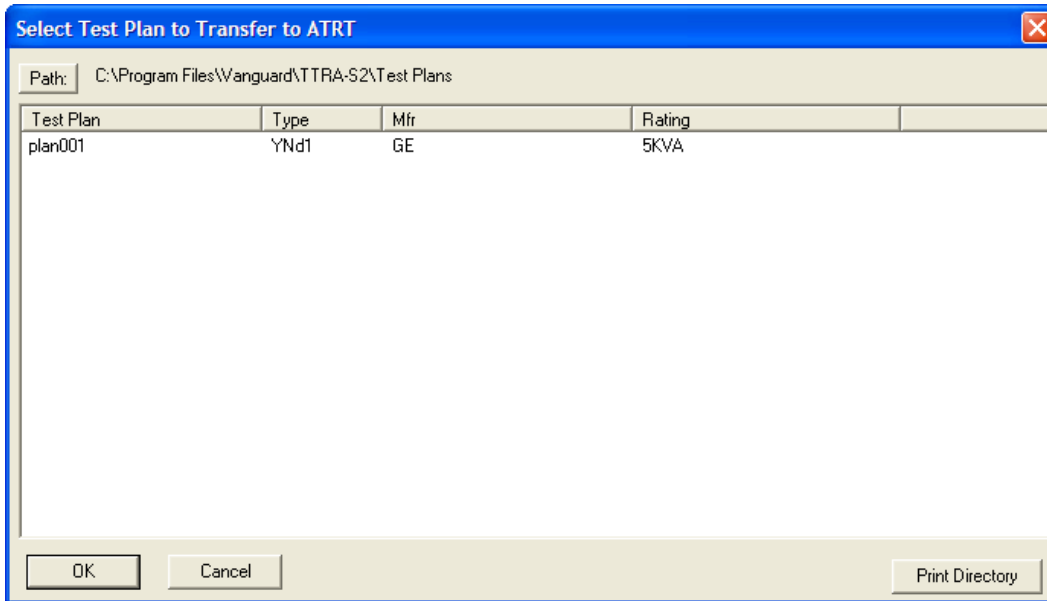 Select Test Plan to Transfer to ATRT
Path: C:\Program Files\Vanguard\TTRA-S2\Test Plans
Test Plan Type Mfr Rating
plan001 YNd1 GE 5KVA
OK Cancel Print Directory